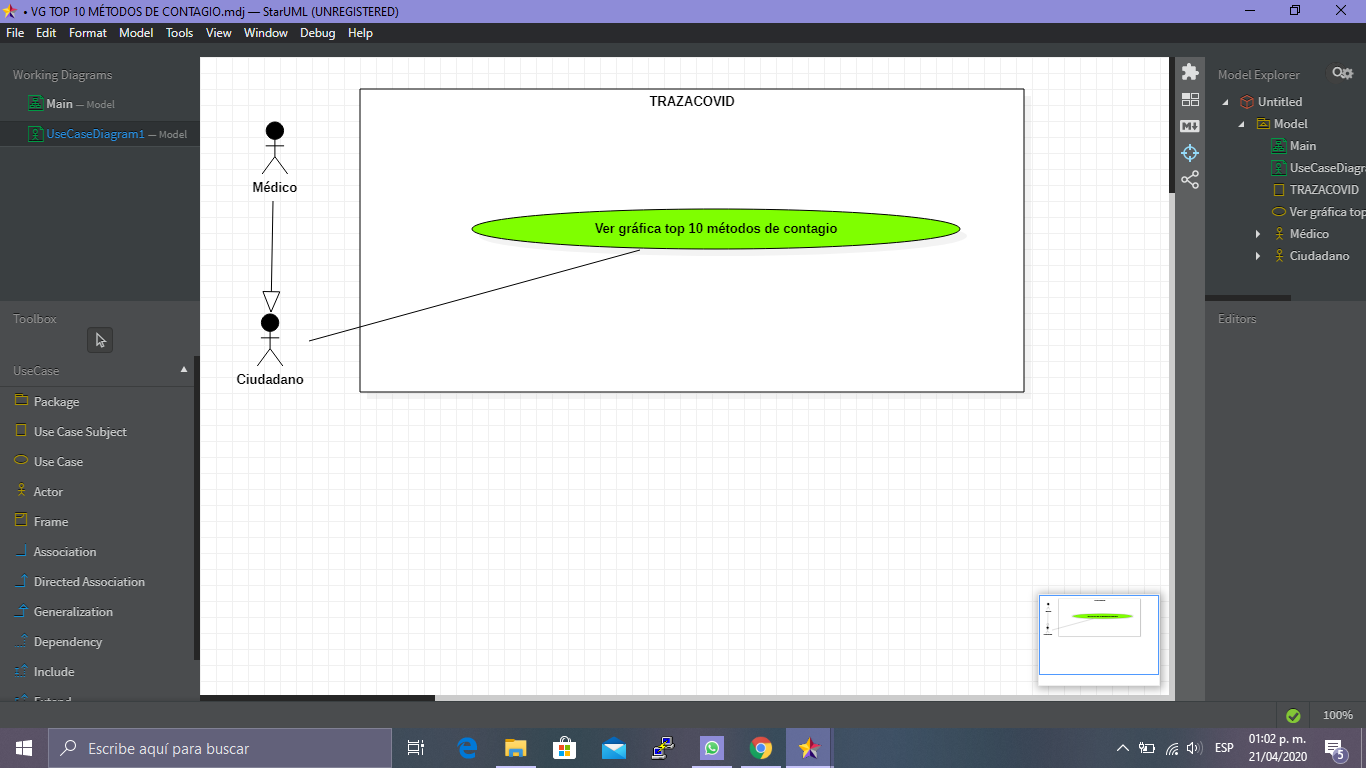 • VG TOP 10 MÉTODOS DE CONTAGIO.mdj — StarUML (UNREGISTERED)
File Edit Format Model Tools View Window Debug Help
Working Diagrams
Main — Model
UseCaseDiagram1 — Model
Toolbox
UseCase
Package
Use Case Subject
Use Case
Actor
Frame
Association
Directed Association
Generalization
Dependency
Include
Extend
TRAZACOVID
Médico
Ver gráfica top 10 métodos de contagio
Ciudadano
M
Model Explorer
Untitled
Model
Main
UseCaseDiagra
TRAZACOVID
Ver gráfica top
Médico
Ciudadano
Editors
100%
Escribe aquí para buscar
ESP
01:02 p. m.
21/04/2020
5